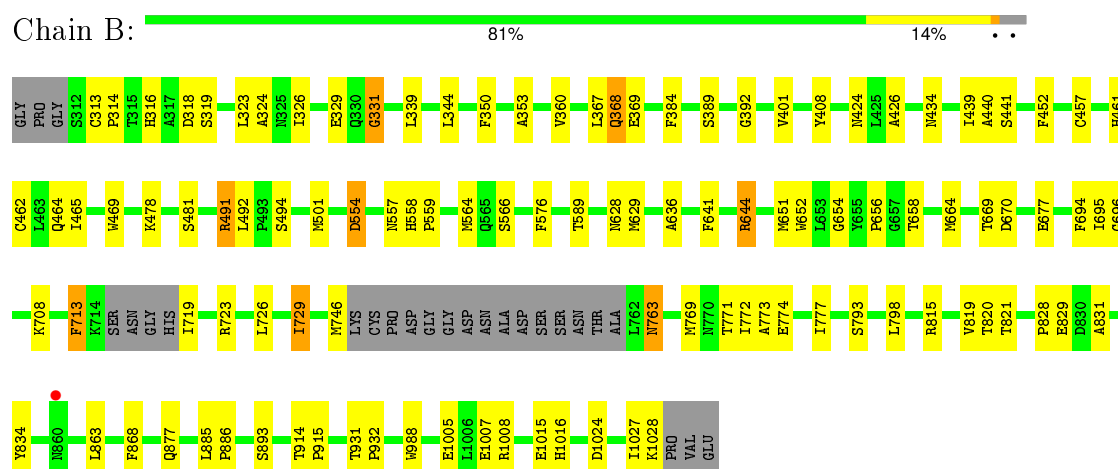 Chain B:
81% 14% • •
GLY PRO GLY S312 C313 P314 T315 H316 A317 D318 S319 L323 A324 N325 I326 E329 Q330 G331 L339 L344 F350 A353 V360 L367 Q368 E369 F384 S389 G392 V401 Y408 N424 L425 A426 N434 I439 A440 S441 F452 C457 H461
C462 L463 Q464 I465 W469 K478 S481 R491 L492 P493 S494 M501 D554 N557 H558 P559 M564 Q565 S566 F576 T589 N628 M629 A636 F641 R644 M651 W652 L653 G654 Y655 P656 G657 T658 M664 T669 D670 E677 F694 I695
K708 F713 K714 SER ASN GLY HIS I719 R723 L726 I729 M746 LYS CYS PRO ASP GLY GLY ASP ASN ALA ASP SER SER ASN THR ALA L762 N763 M769 N770 T771 I772 A773 E774 I777 S793 L798 R815 V819 T820 T821 P828 E829 D830 A831
Y834 N860 L863 F868 Q877 L885 P886 S893 T914 P915 T931 P932 W988 E1005 L1006 E1007 R1008 E1015 H1016 D1024 I1027 K1028 PRO VAL GLU